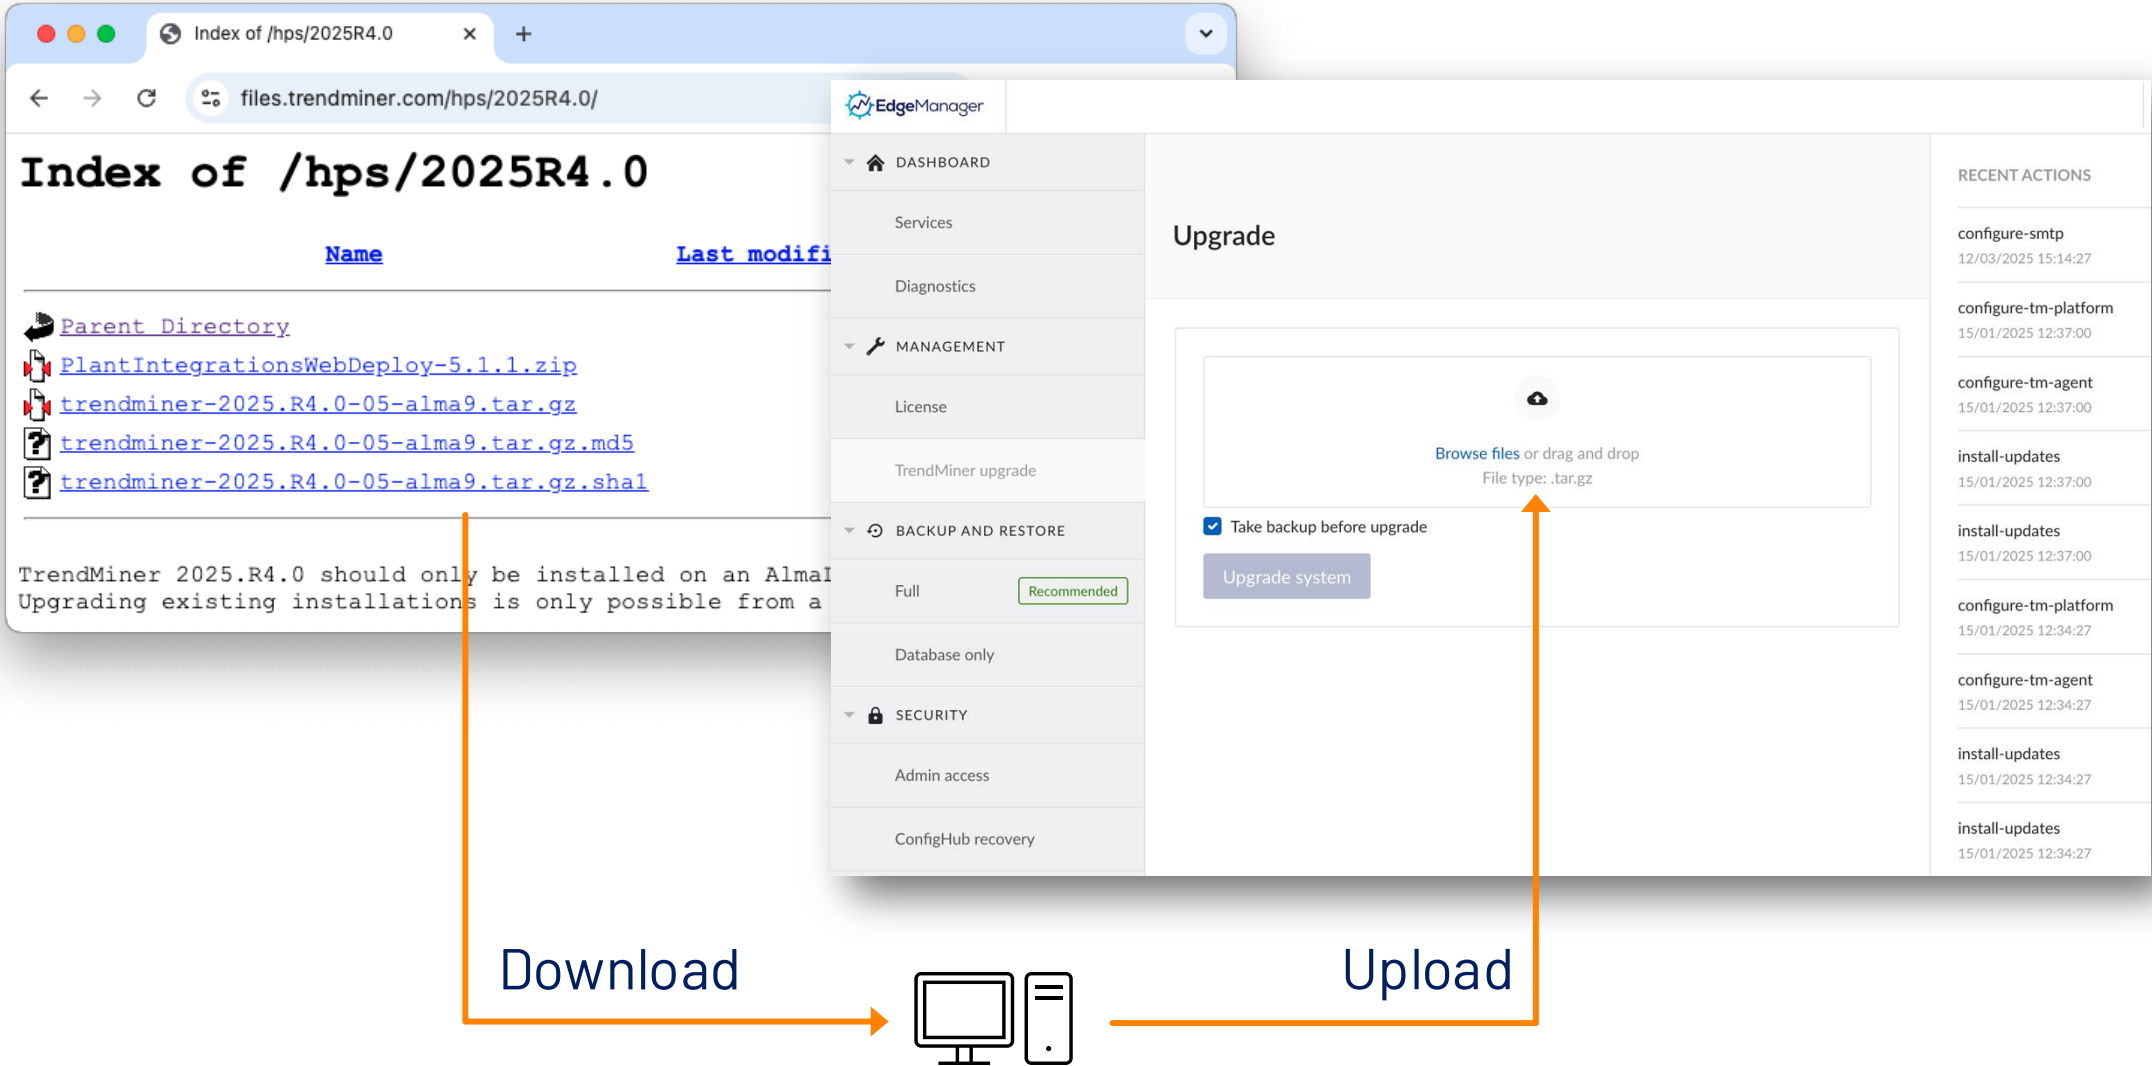 Index of /hps/2025R4.0
files.trendminer.com/hps/2025R4.0/
Index of /hps/2025R4.0
Name Last modifi
Parent Directory
PlantIntegrationsWebDeploy-5.1.1.zip
trendminer-2025.R4.0-05-alma9.tar.gz
trendminer-2025.R4.0-05-alma9.tar.gz.md5
trendminer-2025.R4.0-05-alma9.tar.gz.sha1
TrendMiner 2025.R4.0 should only be installed on an Alma
Upgrading existing installations is only possible from a
EdgeManager
DASHBOARD
Services
Diagnostics
MANAGEMENT
License
TrendMiner upgrade
BACKUP AND RESTORE
Full Recommended
Database only
SECURITY
Admin access
ConfigHub recovery
Upgrade
Browse files or drag and drop
File type: .tar.gz
Take backup before upgrade
Upgrade system
RECENT ACTIONS
configure-smtp
12/03/2025 15:14:27
configure-tm-platform
15/01/2025 12:37:00
configure-tm-agent
15/01/2025 12:37:00
install-updates
15/01/2025 12:37:00
install-updates
15/01/2025 12:37:00
configure-tm-platform
15/01/2025 12:34:27
configure-tm-agent
15/01/2025 12:34:27
install-updates
15/01/2025 12:34:27
install-updates
15/01/2025 12:34:27
Download
Upload